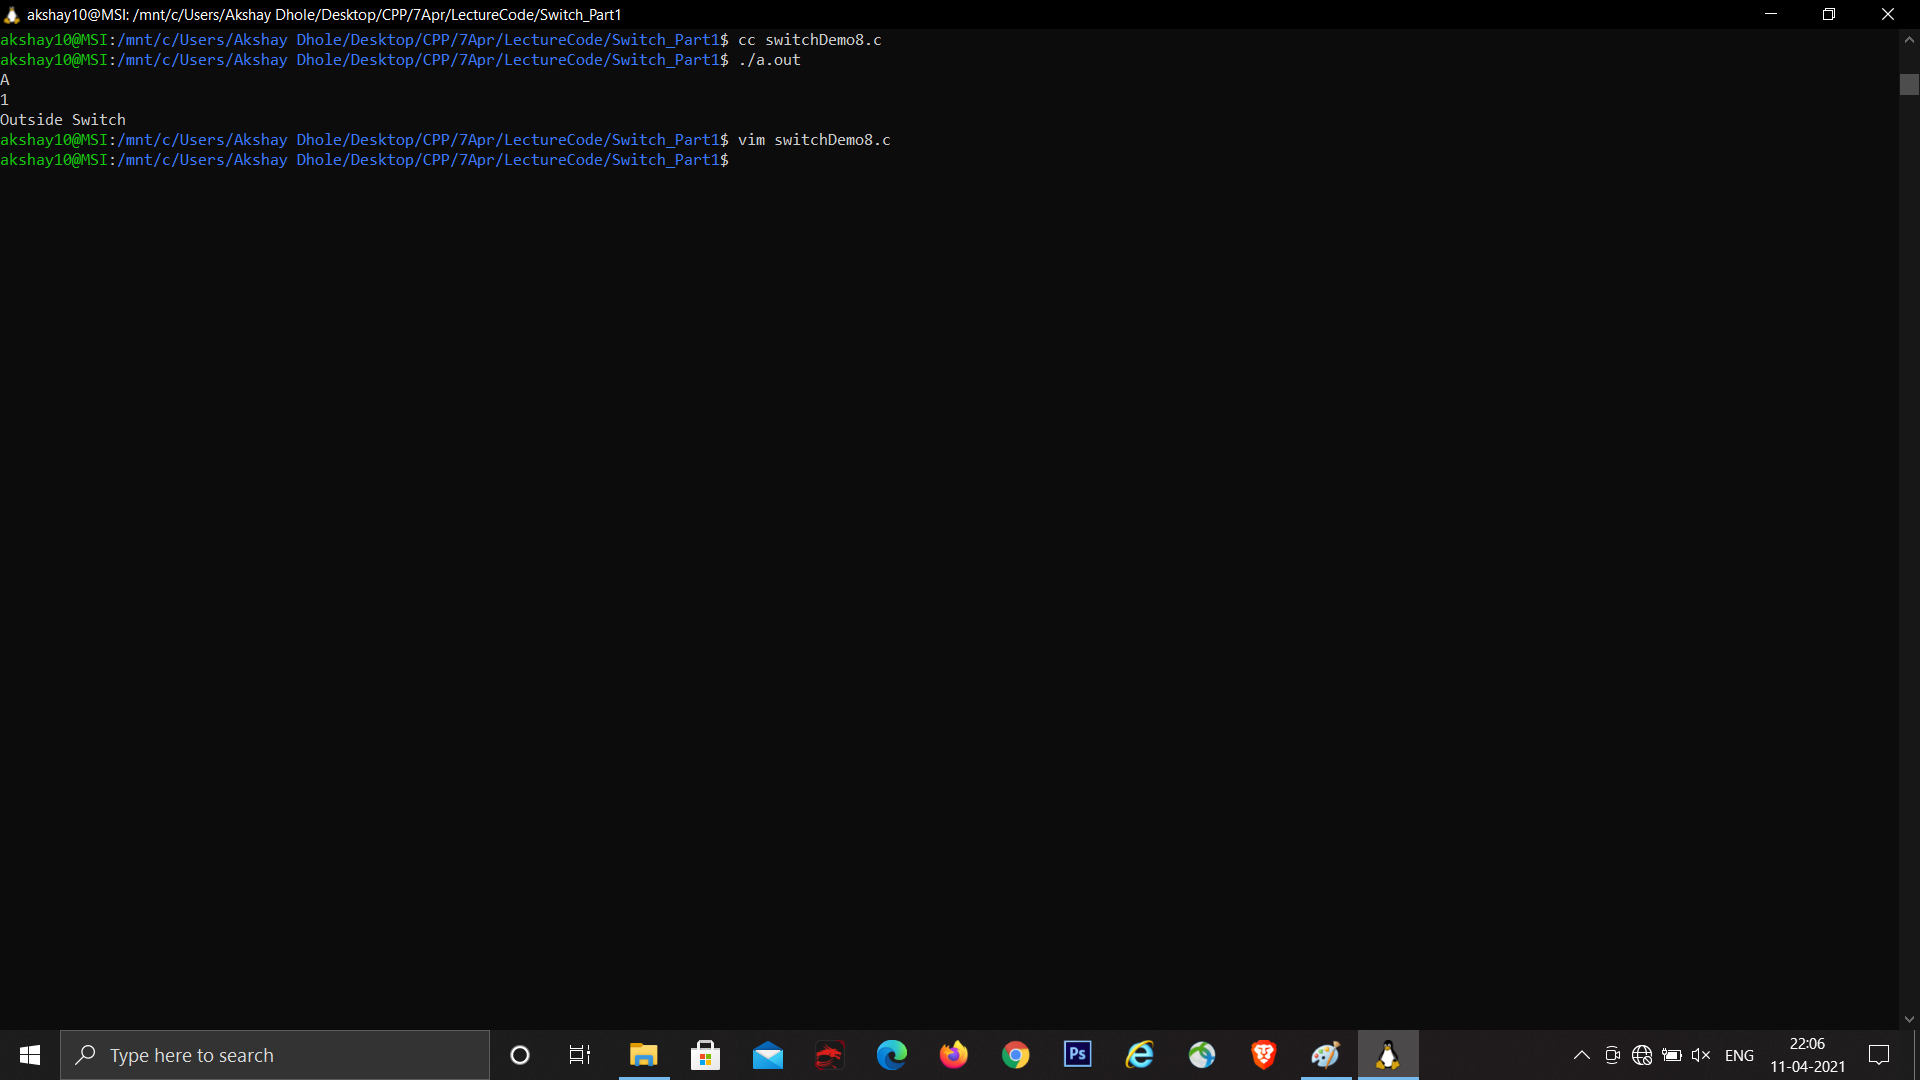 akshay10@MSI: /mnt/c/Users/Akshay Dhole/Desktop/CPP/7Apr/LectureCode/Switch_Part1
akshay10@MSI:/mnt/c/Users/Akshay Dhole/Desktop/CPP/7Apr/LectureCode/Switch_Part1$ cc switchDemo8.c
akshay10@MSI:/mnt/c/Users/Akshay Dhole/Desktop/CPP/7Apr/LectureCode/Switch_Part1$ ./a.out
A
1
Outside Switch
akshay10@MSI:/mnt/c/Users/Akshay Dhole/Desktop/CPP/7Apr/LectureCode/Switch_Part1$ vim switchDemo8.c
akshay10@MSI:/mnt/c/Users/Akshay Dhole/Desktop/CPP/7Apr/LectureCode/Switch_Part1$
Type here to search
Ps
ENG
22:06
11-04-2021